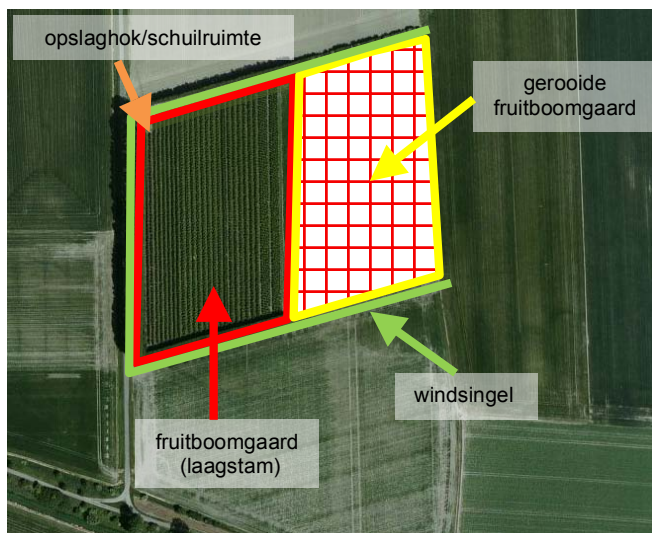 opslaghok/schuilruimte
gerooide
fruitboomgaard
windsingel
fruitboomgaard
(laagstam)